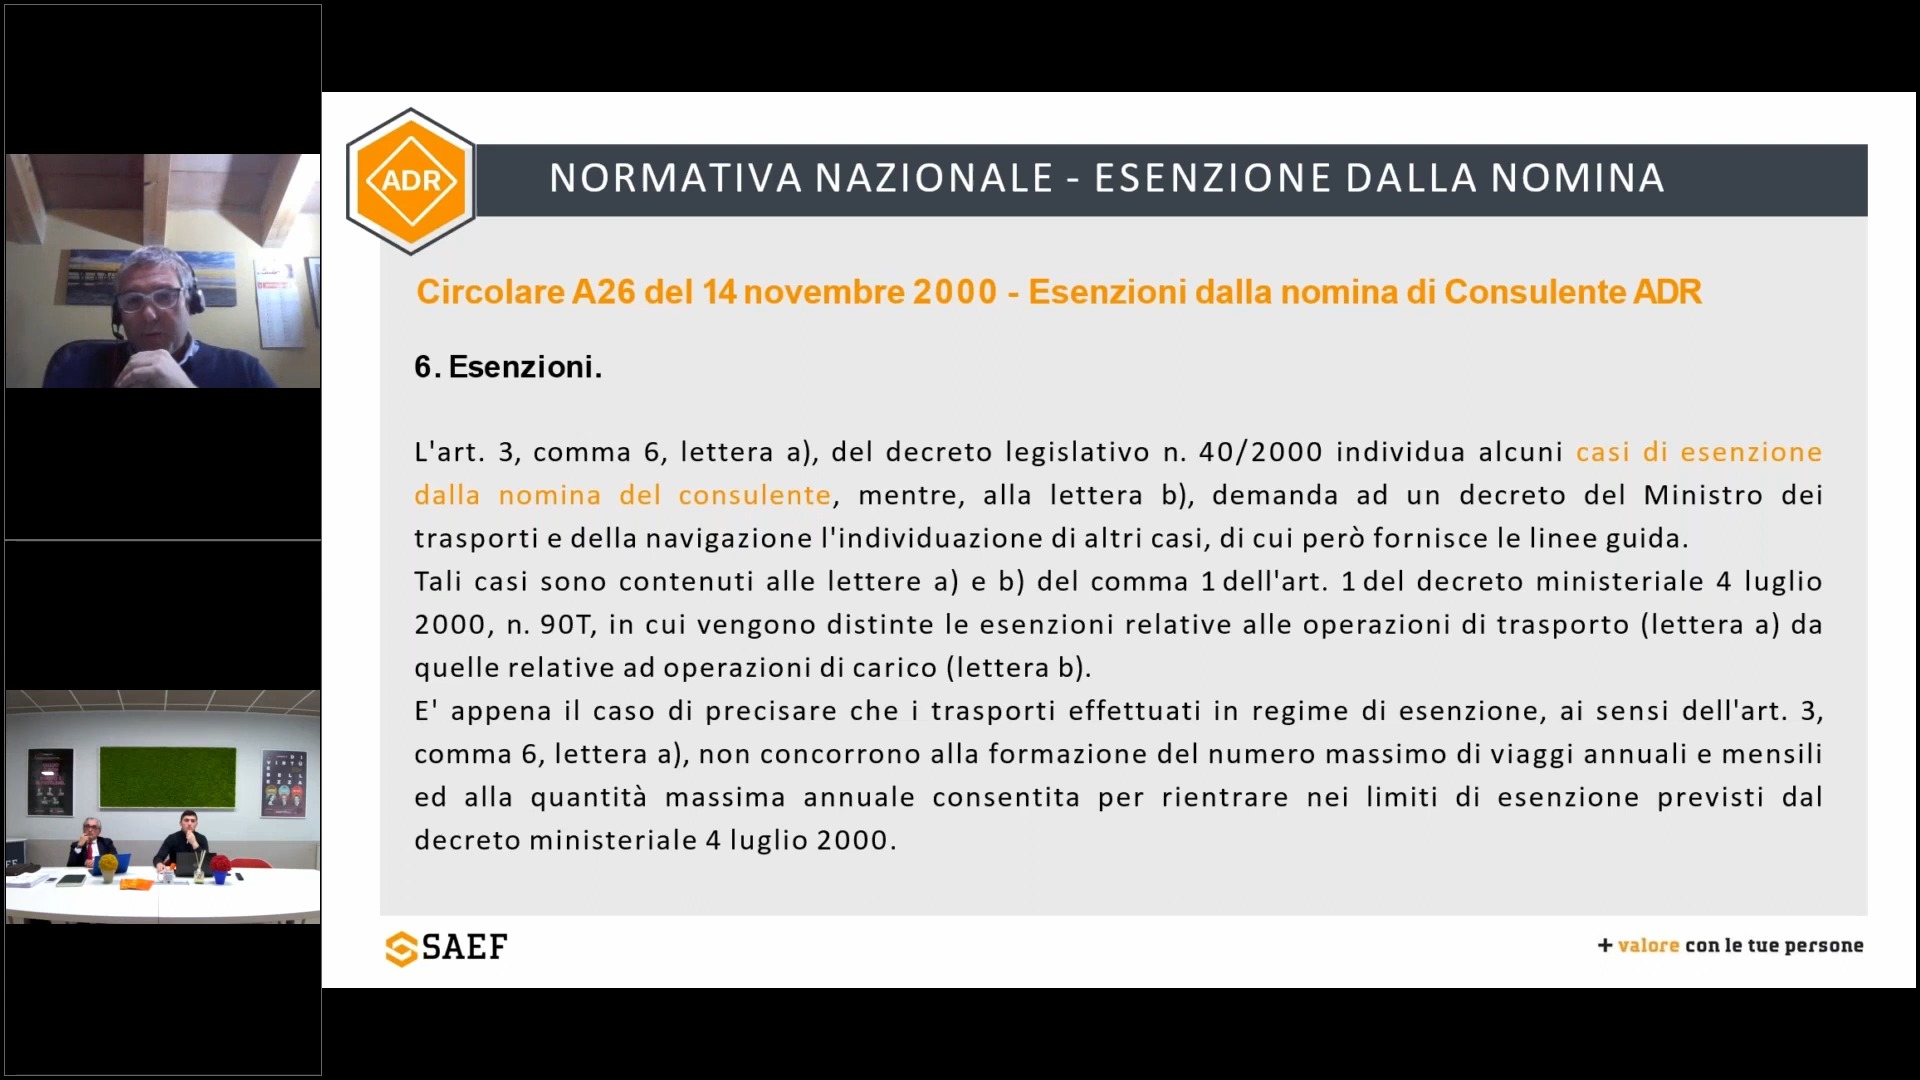 ADR
NORMATIVA NAZIONALE - ESENZIONE DALLA NOMINA
Circolare A26 del 14 novembre 2000 - Esenzioni dalla nomina di Consulente ADR
6. Esenzioni.
L'art. 3, comma 6, lettera a), del decreto legislativo n. 40/2000 individua alcuni casi di esenzione
dalla nomina del consulente, mentre, alla lettera b), demanda ad un decreto del Ministro dei
trasporti e della navigazione l'individuazione di altri casi, di cui però fornisce le linee guida.
Tali casi sono contenuti alle lettere a) e b) del comma 1 dell'art. 1 del decreto ministeriale 4 luglio
2000, n. 90T, in cui vengono distinte le esenzioni relative alle operazioni di trasporto (lettera a) da
quelle relative ad operazioni di carico (lettera b).
E' appena il caso di precisare che i trasporti effettuati in regime di esenzione, ai sensi dell'art. 3,
comma 6, lettera a), non concorrono alla formazione del numero massimo di viaggi annuali e mensili
ed alla quantità massima annuale consentita per rientrare nei limiti di esenzione previsti dal
decreto ministeriale 4 luglio 2000.
SAEF
+ valore con le tue persone